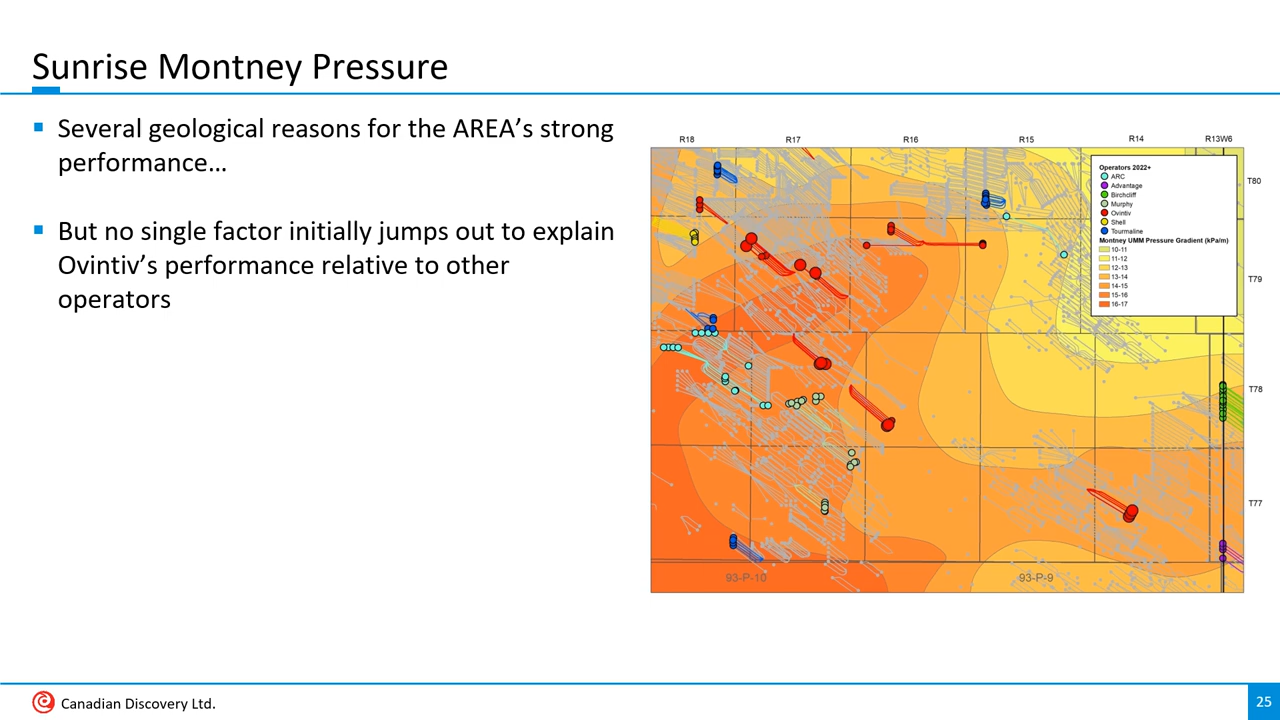 Sunrise Montney Pressure
▪ Several geological reasons for the AREA’s strong
performance…
▪ But no single factor initially jumps out to explain
Ovintiv’s performance relative to other
operators
R18 R17 R16 R15 R14 R13W6
Operators 2022+
ARC
Advantage
Birchcliff
Murphy
Ovintiv
Shell
Tourmaline
Montney UMM Pressure Gradient (kPa/m)
10-11
11-12
12-13
13-14
14-15
15-16
16-17
T80
T79
T78
T77
93-P-10 93-P-9
Canadian Discovery Ltd.
25